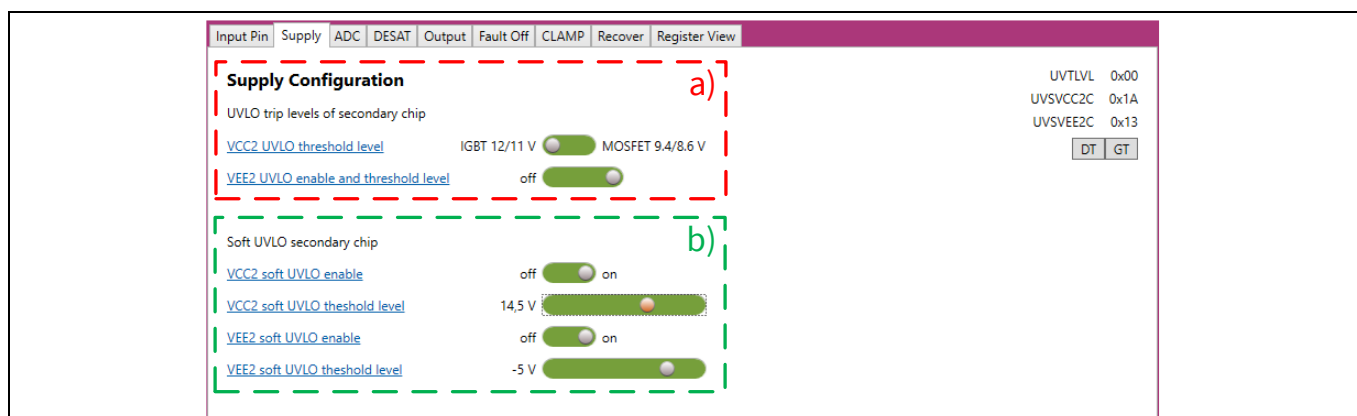 Input Pin Supply ADC DESAT Output Fault Off CLAMP Recover Register View
Supply Configuration
a)
UVLO trip levels of secondary chip
VCC2 UVLO threshold level IGBT 12/11 V MOSFET 9.4/8.6 V
VEE2 UVLO enable and threshold level off
b)
Soft UVLO secondary chip
VCC2 soft UVLO enable off on
VCC2 soft UVLO theshold level 14,5 V
VEE2 soft UVLO enable off on
VEE2 soft UVLO theshold level -5 V
UVTLVL 0x00
UVSVCC2C 0x1A
UVSVEE2C 0x13
DT GT